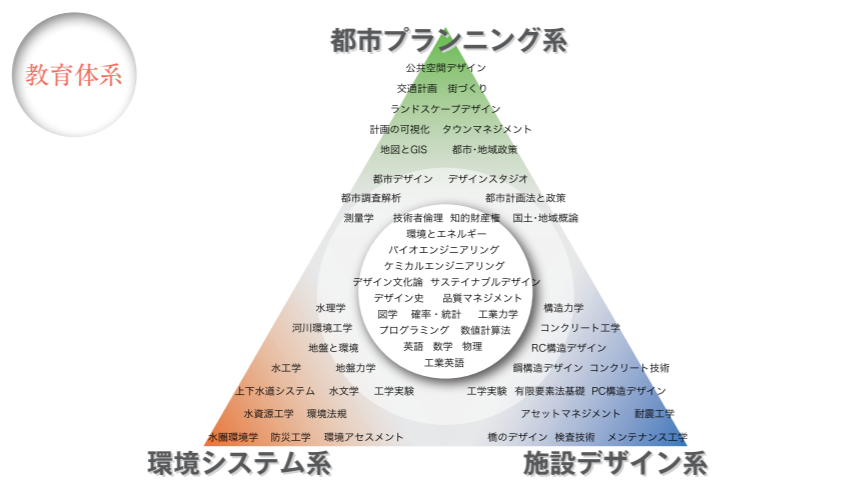 教育体系
都市プランニング系
公共空間デザイン
交通計画 街づくり
ランドスケープデザイン
計画の可視化 タウンマネジメント
地図とGIS 都市･地域政策
都市デザイン デザインスタジオ
都市調査解析 都市計画法と政策
測量学 技術者倫理 知的財産権 国土･地域概論
環境とエネルギー
バイオエンジニアリング
ケミカルエンジニアリング
デザイン文化論 サステイナブルデザイン
デザイン史 品質マネジメント
水理学 図学 確率・統計 工業力学 構造力学
河川環境工学 プログラミング 数値計算法 コンクリート工学
地盤と環境 英語 数学 物理 RC構造デザイン
工業英語
水工学 地盤力学 鋼構造デザイン コンクリート技術
上下水道システム 水文学 工学実験 工学実験 有限要素法基礎 PC構造デザイン
水資源工学 環境法規 アセットマネジメント 耐震工学
水圏環境学 防災工学 環境アセスメント 橋のデザイン 検査技術 メンテナンス工学
環境システム系 施設デザイン系